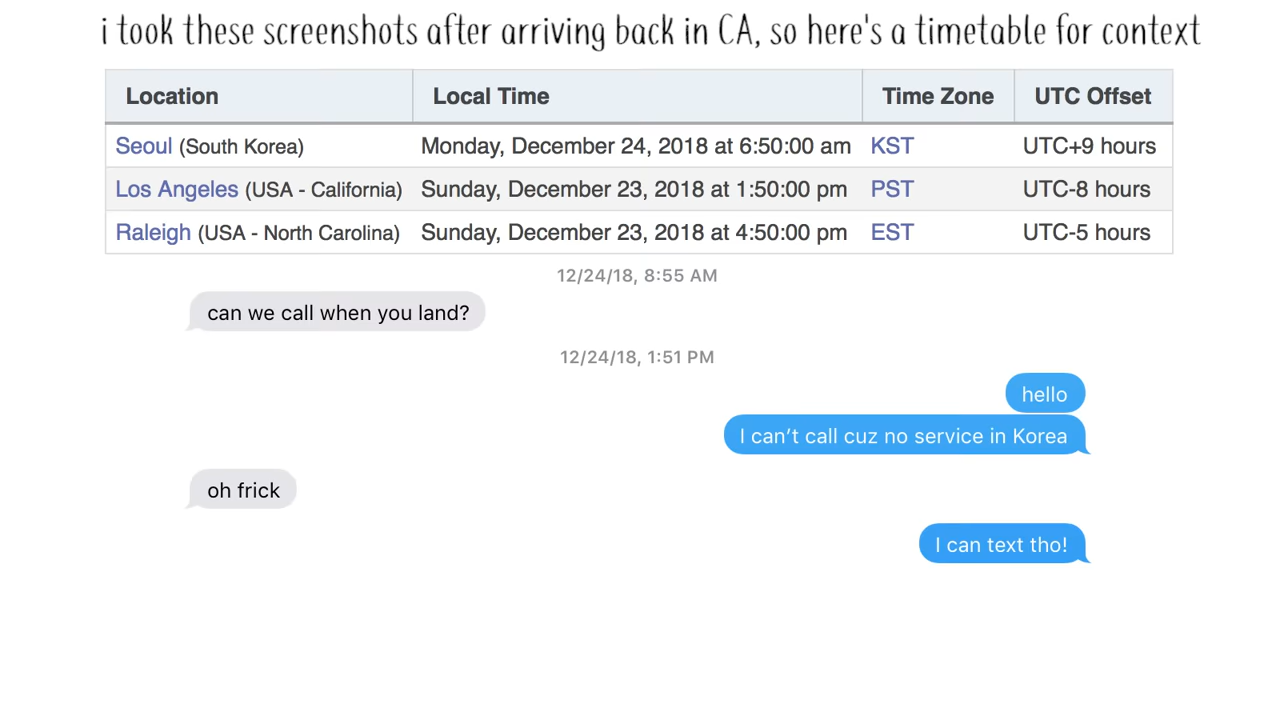 i took these screenshots after arriving back in CA, so here's a timetable for context
Location Local Time Time Zone UTC Offset
Seoul (South Korea) Monday, December 24, 2018 at 6:50:00 am KST UTC+9 hours
Los Angeles (USA - California) Sunday, December 23, 2018 at 1:50:00 pm PST UTC-8 hours
Raleigh (USA - North Carolina) Sunday, December 23, 2018 at 4:50:00 pm EST UTC-5 hours
12/24/18, 8:55 AM
can we call when you land?
12/24/18, 1:51 PM
hello
I can’t call cuz no service in Korea
oh frick
I can text tho!